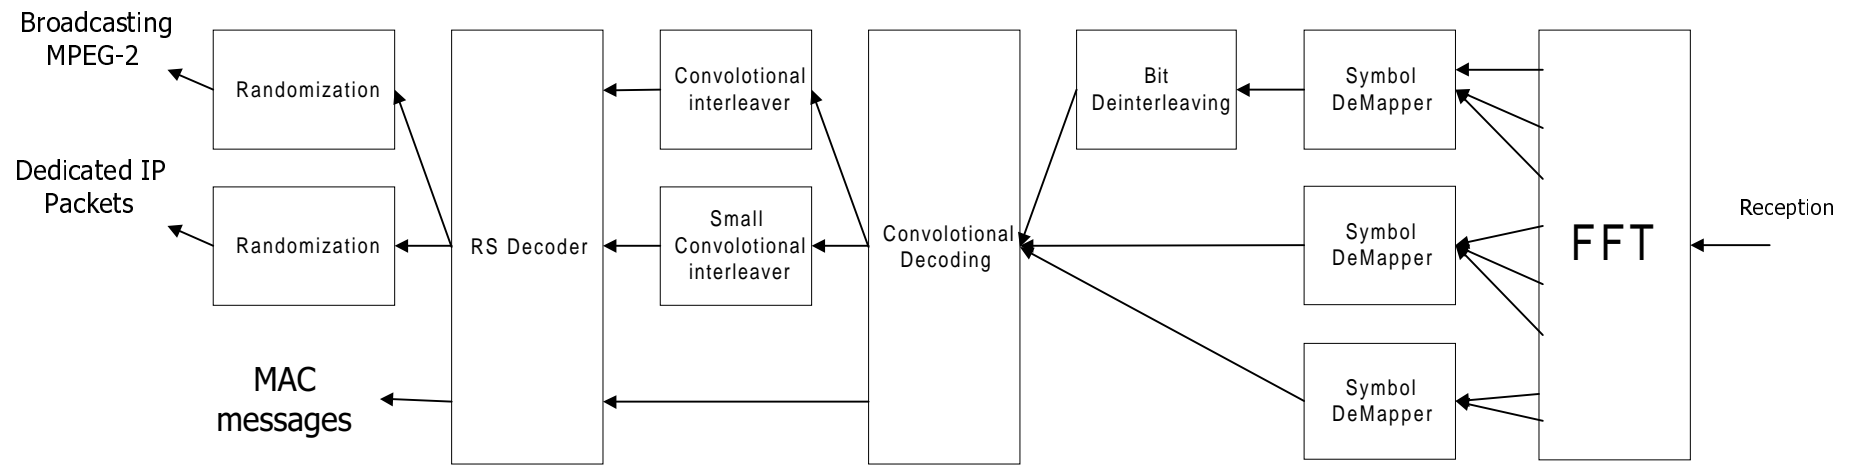 Broadcasting
MPEG-2
Randomization
Dedicated IP
Packets
Randomization
MAC
messages
RS Decoder
Convolotional
interleaver
Small
Convolotional
interleaver
Convolotional
Decoding
Bit
Deinterleaving
Symbol
DeMapper
Symbol
DeMapper
Symbol
DeMapper
FFT
Reception